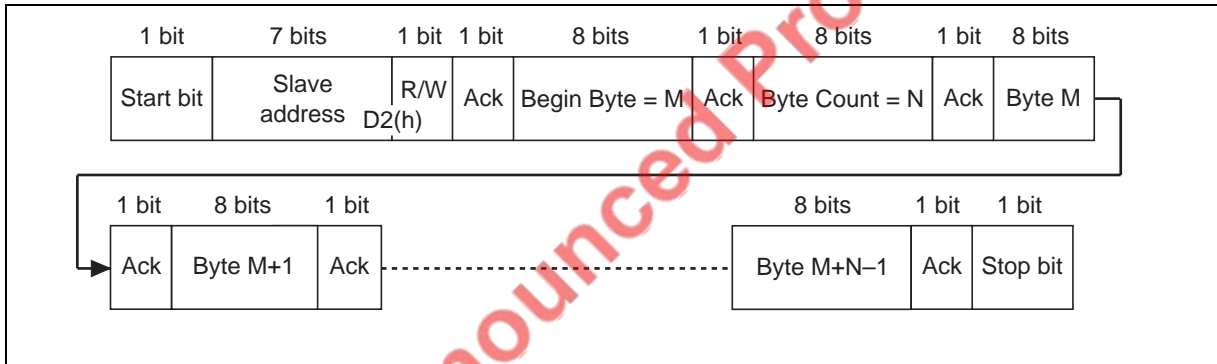 1 bit 7 bits 1 bit 1 bit 8 bits 1 bit 8 bits 1 bit 8 bits
Start bit Slave address R/W D2(h) Ack Begin Byte = M Ack Byte Count = N Ack Byte M
1 bit 8 bits 1 bit 8 bits 1 bit 1 bit
Ack Byte M+1 Ack Byte M+N–1 Ack Stop bit